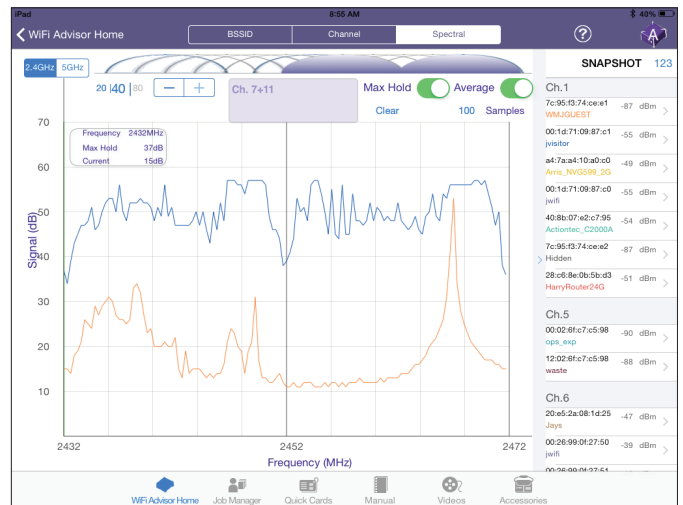 iPad 8:55 AM 40%
WiFi Advisor Home BSSID Channel Spectral ? A
2.4GHz 5GHz
SNAPSHOT 123
20 |40 |80 − + Ch. 7+11 Max Hold Average
Clear 100 Samples
Frequency 2432MHz
Max Hold 37dB
Current 15dB
Signal (dB)
70
60
50
40
30
20
10
2432 2452 2472
Frequency (MHz)
Ch.1
7c:95:f3:74:ce:e1 -87 dBm
WMJGUEST
00:1d:71:09:87:c1 -55 dBm
jvisitor
a4:7a:a4:10:a0:c0 -49 dBm
Arris_NVG599_2G
00:1d:71:09:87:c0 -55 dBm
jwifi
40:8b:07:e2:c7:95 -54 dBm
Actiontec_C2000A
7c:95:f3:74:ce:e2 -87 dBm
Hidden
28:c6:8e:0b:5b:d3 -51 dBm
HarryRouter24G
Ch.5
00:02:6f:c7:c5:98 -90 dBm
ops_exp
12:02:6f:c7:c5:98 -88 dBm
waste
Ch.6
20:e5:2a:08:1d:25 -47 dBm
Jays
00:26:99:0f:27:50 -39 dBm
jwifi
00:26:99:0f:27:51
WiFi Advisor Home Job Manager Quick Cards Manual Videos Accessories